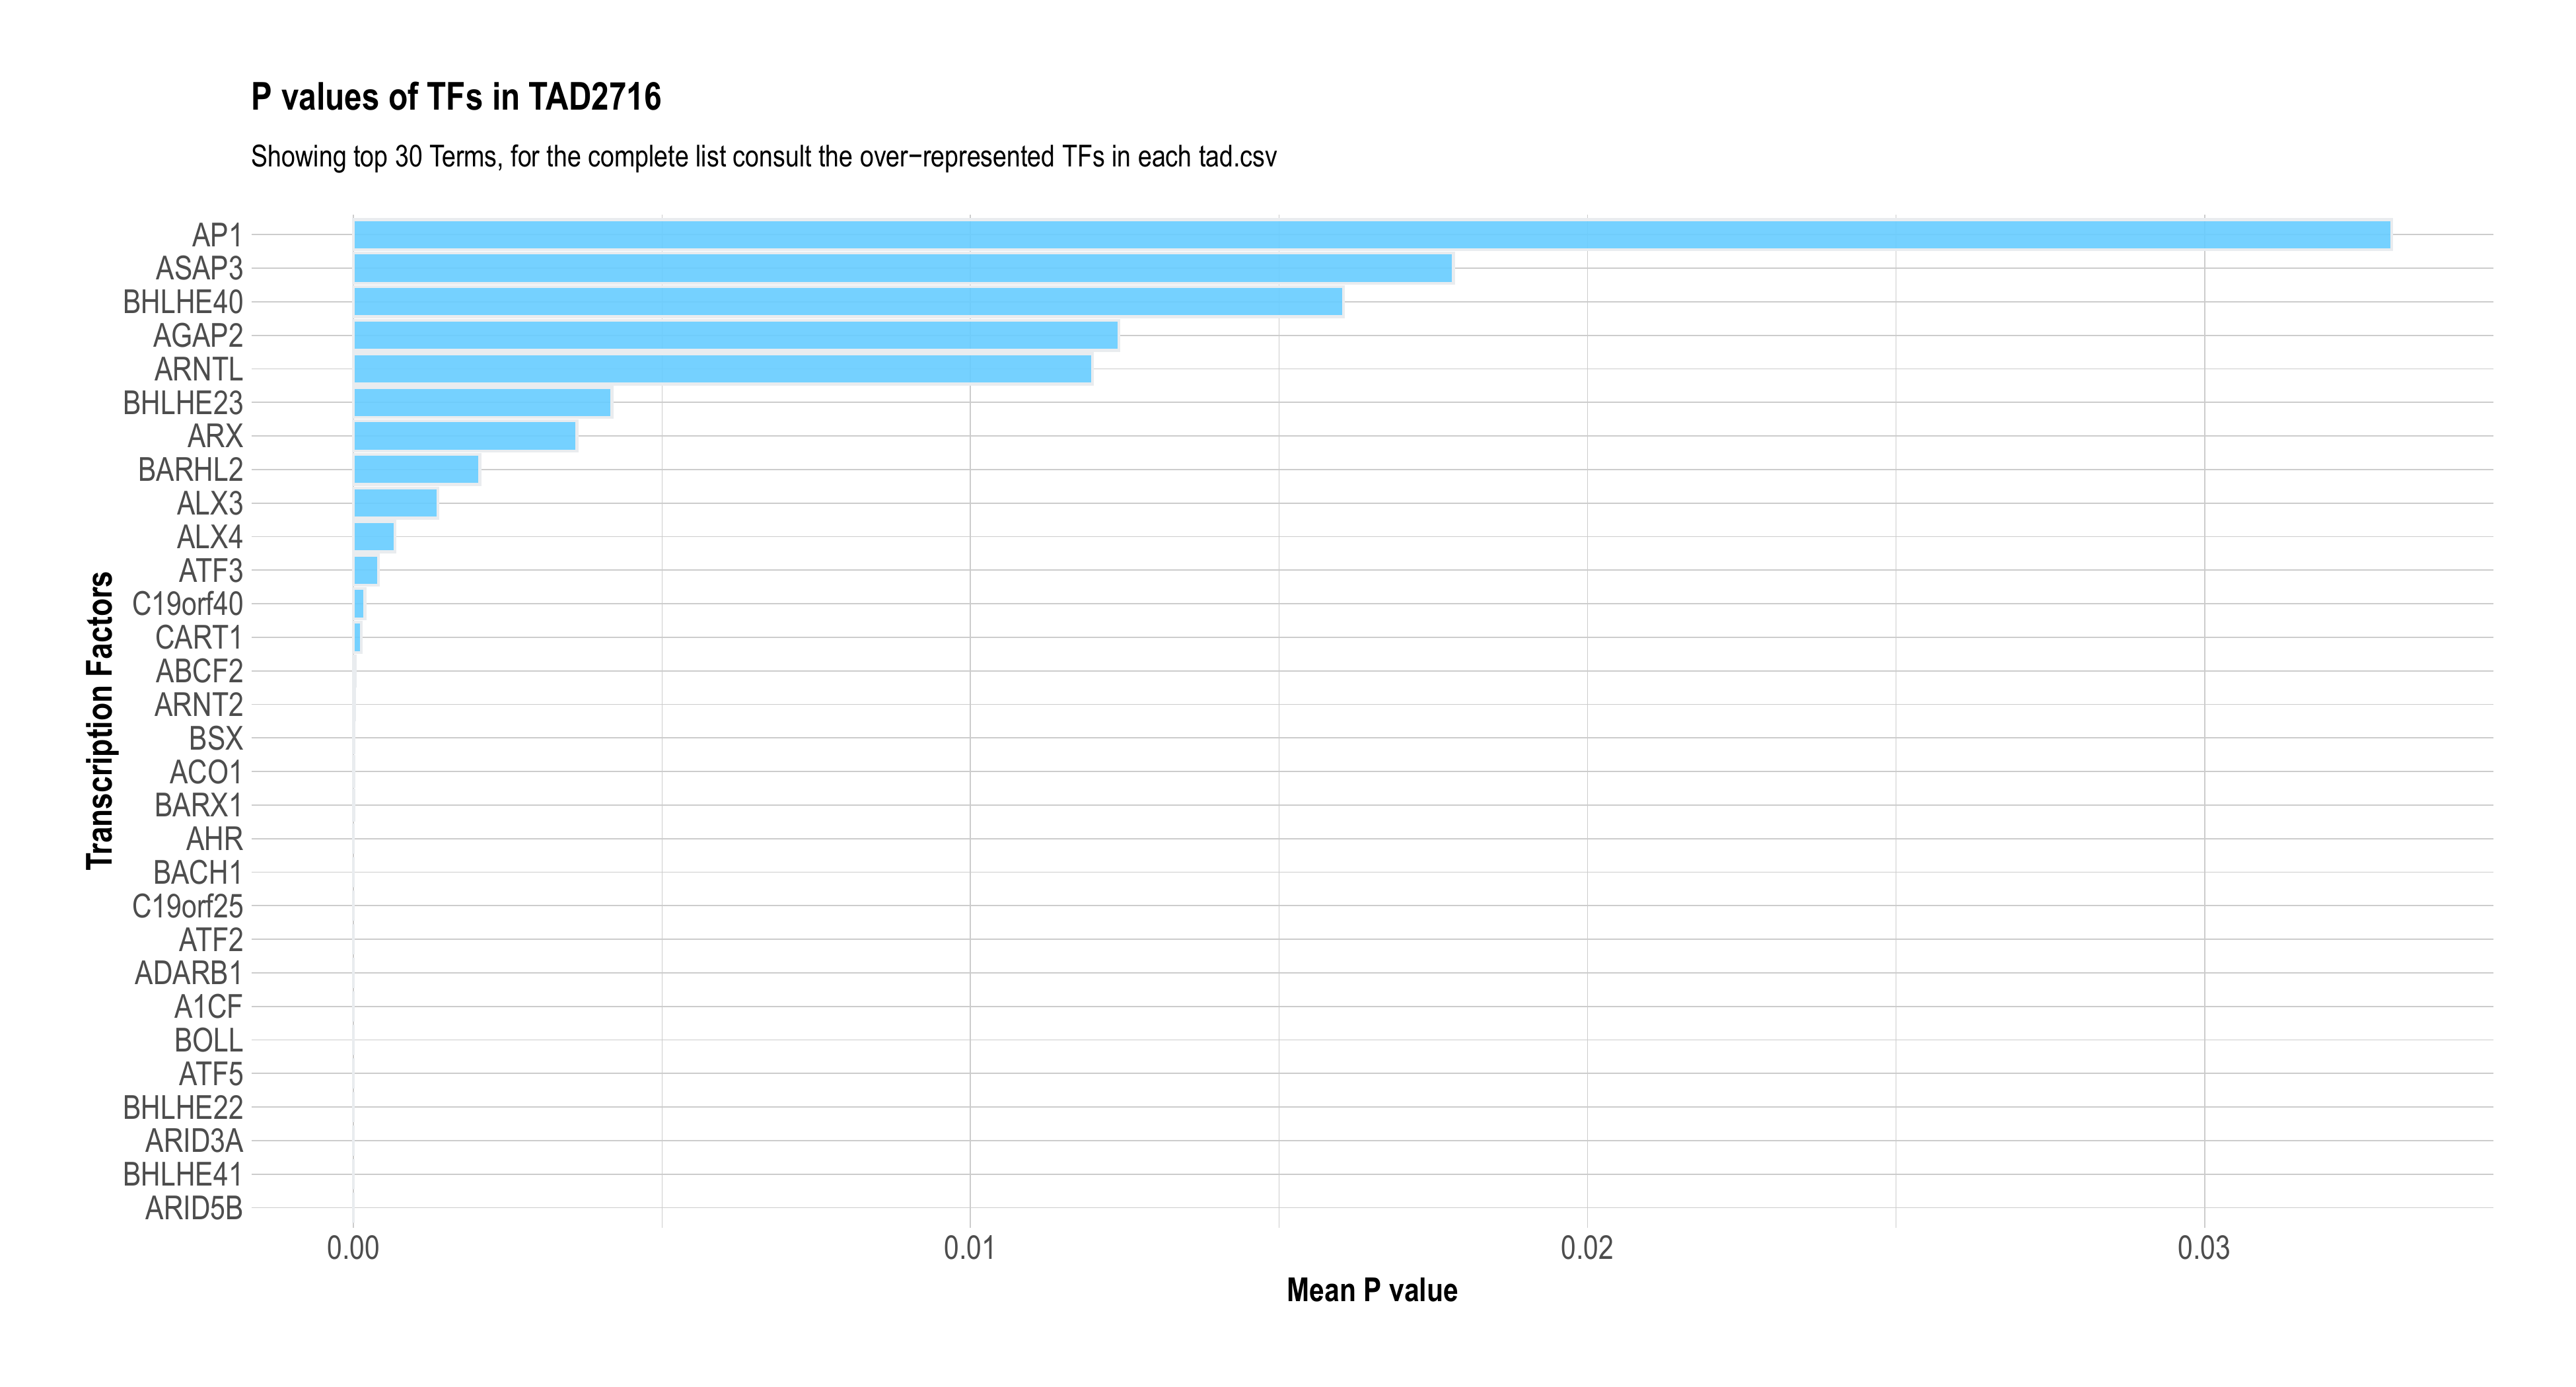 P values of TFs in TAD2716
Showing top 30 Terms, for the complete list consult the over−represented TFs in each tad.csv
Transcription Factors
AP1
ASAP3
BHLHE40
AGAP2
ARNTL
BHLHE23
ARX
BARHL2
ALX3
ALX4
ATF3
C19orf40
CART1
ABCF2
ARNT2
BSX
ACO1
BARX1
AHR
BACH1
C19orf25
ATF2
ADARB1
A1CF
BOLL
ATF5
BHLHE22
ARID3A
BHLHE41
ARID5B
0.00 0.01 0.02 0.03
Mean P value